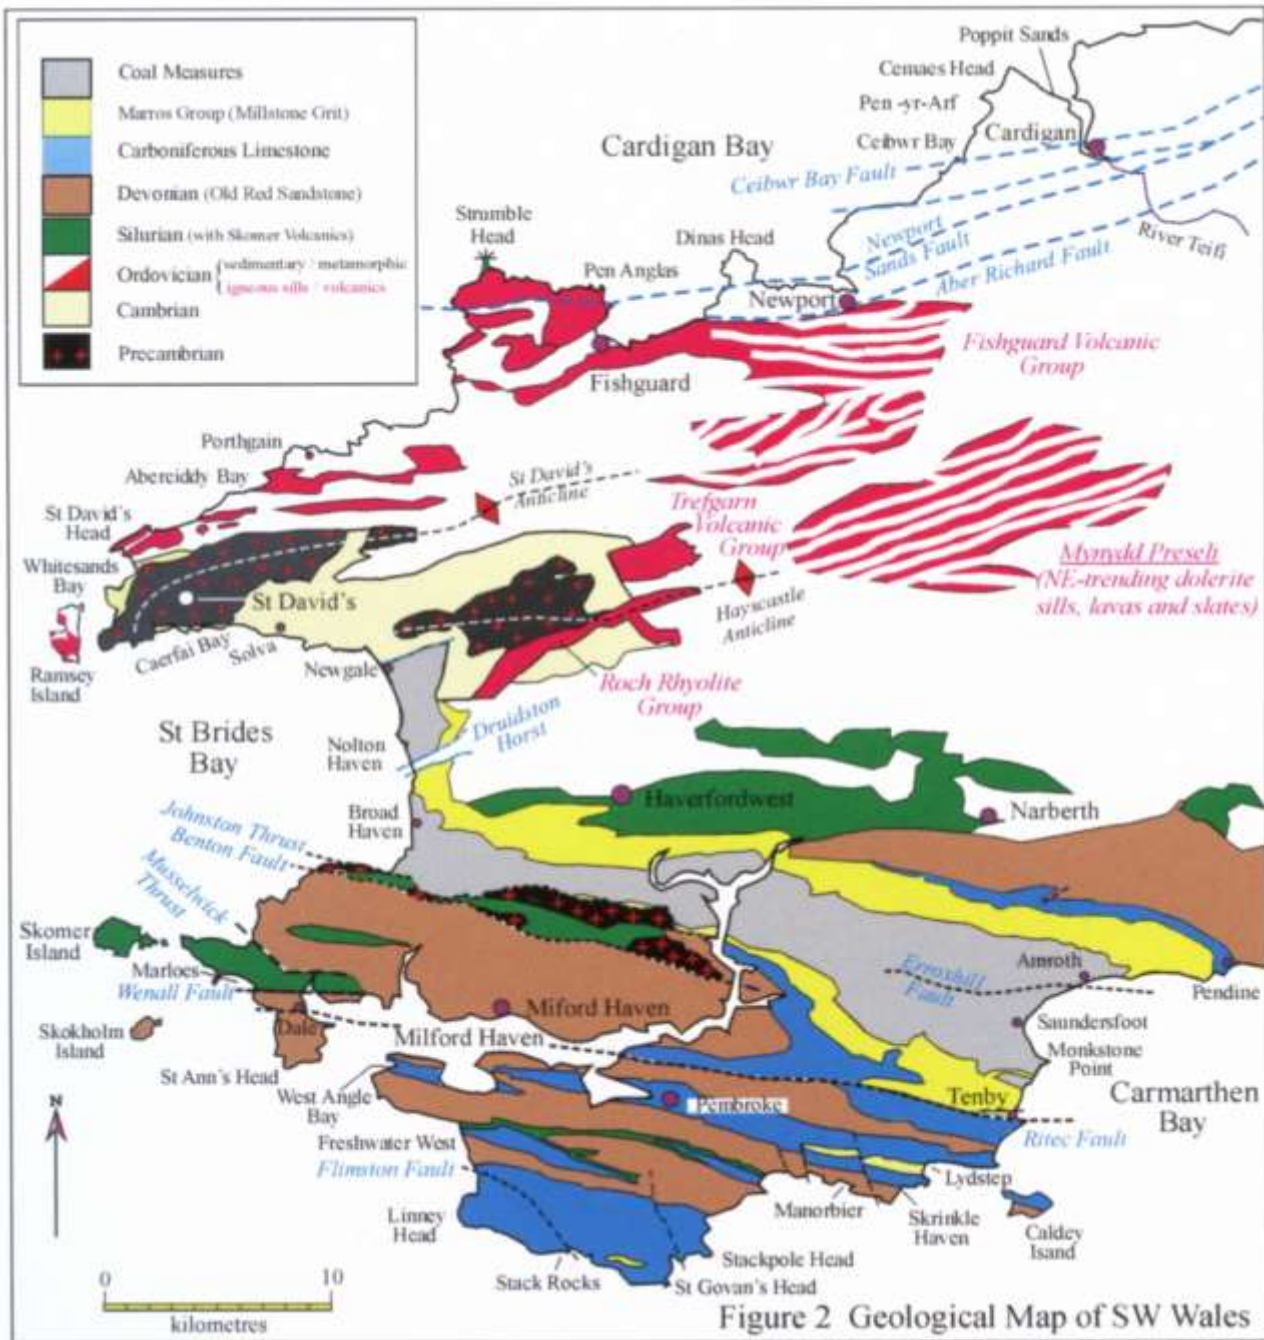 Coal Measures
Marros Group (Millstone Grit)
Carboniferous Limestone
Devonian (Old Red Sandstone)
Silurian (with Skomer Volcanics)
Ordovician { sedimentary / metamorphic
igneous sills / volcanics
Cambrian
Precambrian
Poppit Sands
Cemaes Head
Pen -yr-Arf
Cardigan
Ceibwr Bay
Cardigan Bay
Ceibwr Bay Fault
Newport
Sands Fault
River Teifi
Aber Richard Fault
Strumble
Head
Dinas Head
Pen Anglas
Newport
Fishguard Volcanic
Group
Fishguard
Porthgain
Abereiddy Bay
St David's
Anticline
St David's
Head
Trefgarn
Volcanic
Group
Mynydd Preseli
(NE-trending dolerite
sills, lavas and slates)
Whitesands
Bay
St David's
Hayscastle
Anticline
Caerfai Bay
Solva
Newgale
Ramsey
Island
Roch Rhyolite
Group
St Brides
Bay
Druidston
Horst
Nolton
Haven
Haverfordwest
Narberth
Broad
Haven
Johnston Thrust
Benton Fault
Musselwick
Thrust
Skomer
Island
Marloes
Wenall Fault
Amroth
Fault
Pendine
Miford Haven
Skokholm
Island
Dale
Milford Haven
Saundersfoot
Monkstone
Point
St Ann's Head
West Angle
Bay
Tenby
Carmarthen
Bay
Pembroke
Ritec Fault
Freshwater West
Flimston Fault
Lydstep
Manorbier
Skrinkle
Haven
Caldey
Isand
Linney
Head
Stackpole Head
Stack Rocks
St Govan's Head
N
0 10
kilometres
Figure 2 Geological Map of SW Wales